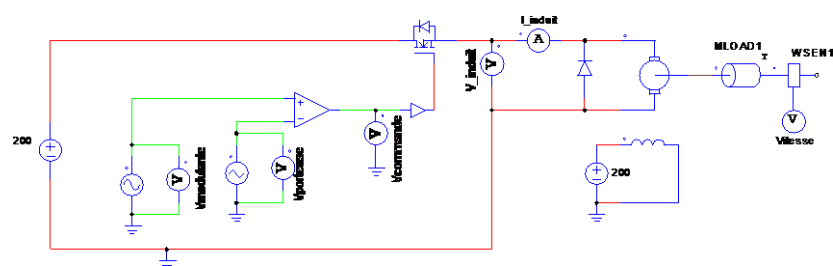 I_induit
A
MLOAD1
T
WSEN1
V
V_induit
V
Vitesse
200
V
Vmodulante
V
Vporteuse
V
Vcommande
200